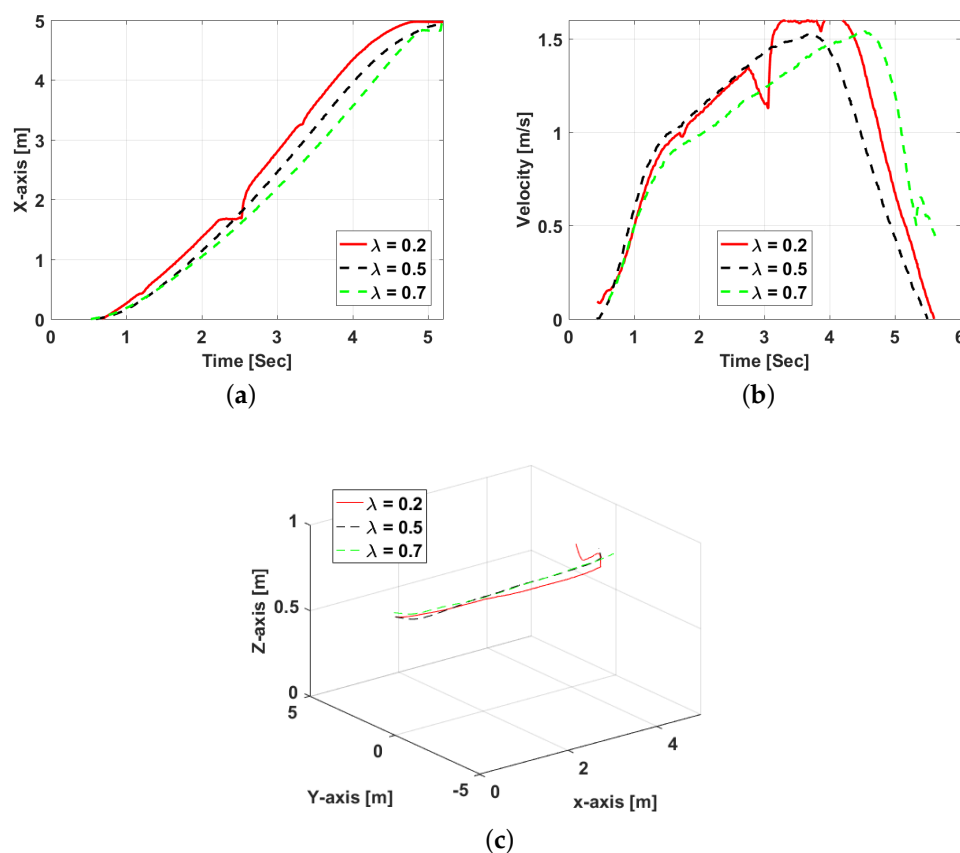 5
4
3
2
1
0
X-axis [m]
λ = 0.2
λ = 0.5
λ = 0.7
0 1 2 3 4 5
Time [Sec]
(a)
1.5
1
0.5
0
Velocity [m/s]
λ = 0.2
λ = 0.5
λ = 0.7
0 1 2 3 4 5 6
Time [Sec]
(b)
λ = 0.2
λ = 0.5
λ = 0.7
1
0.5
0
Z-axis [m]
5
0
-5
Y-axis [m]
0
2
4
x-axis [m]
(c)